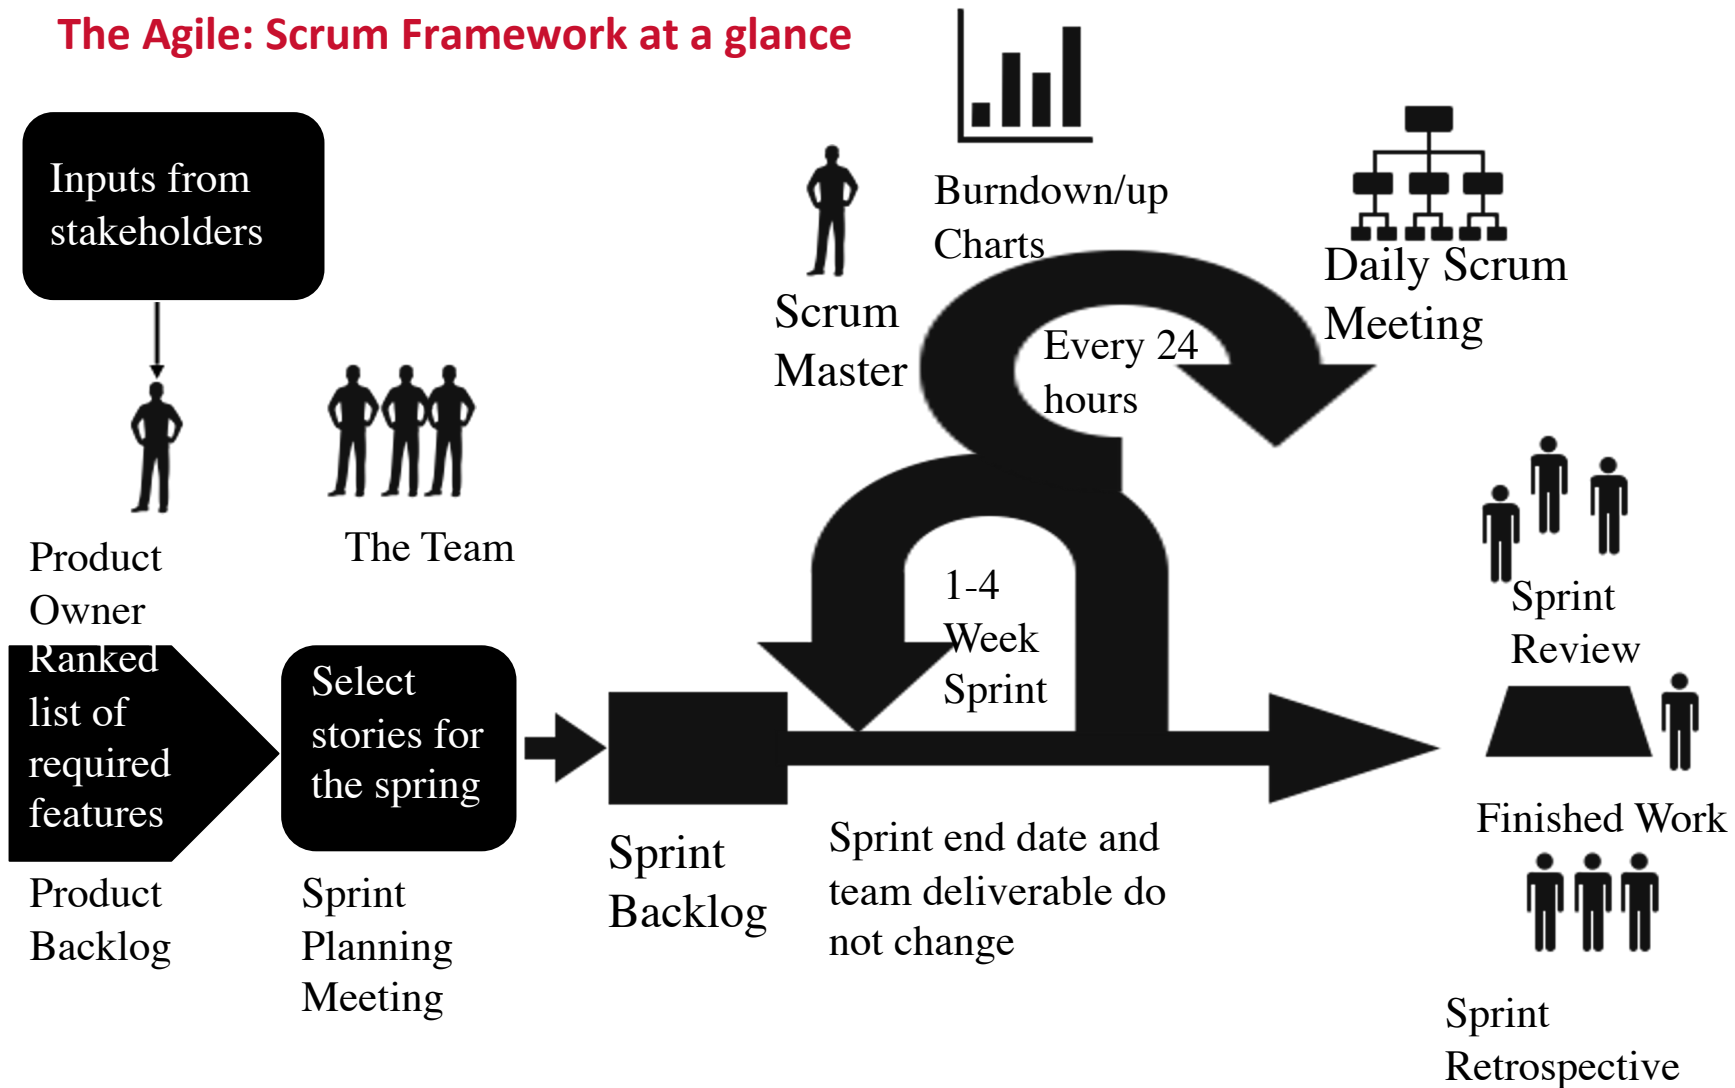 The Agile: Scrum Framework at a glance
Inputs from
stakeholders
Product
Owner
The Team
Ranked
list of
required
features
Product
Backlog
Select
stories for
the spring
Sprint
Planning
Meeting
Sprint
Backlog
Scrum
Master
Burndown/up
Charts
Every 24
hours
Daily Scrum
Meeting
1-4
Week
Sprint
Sprint end date and
team deliverable do
not change
Sprint
Review
Finished Work
Sprint
Retrospective